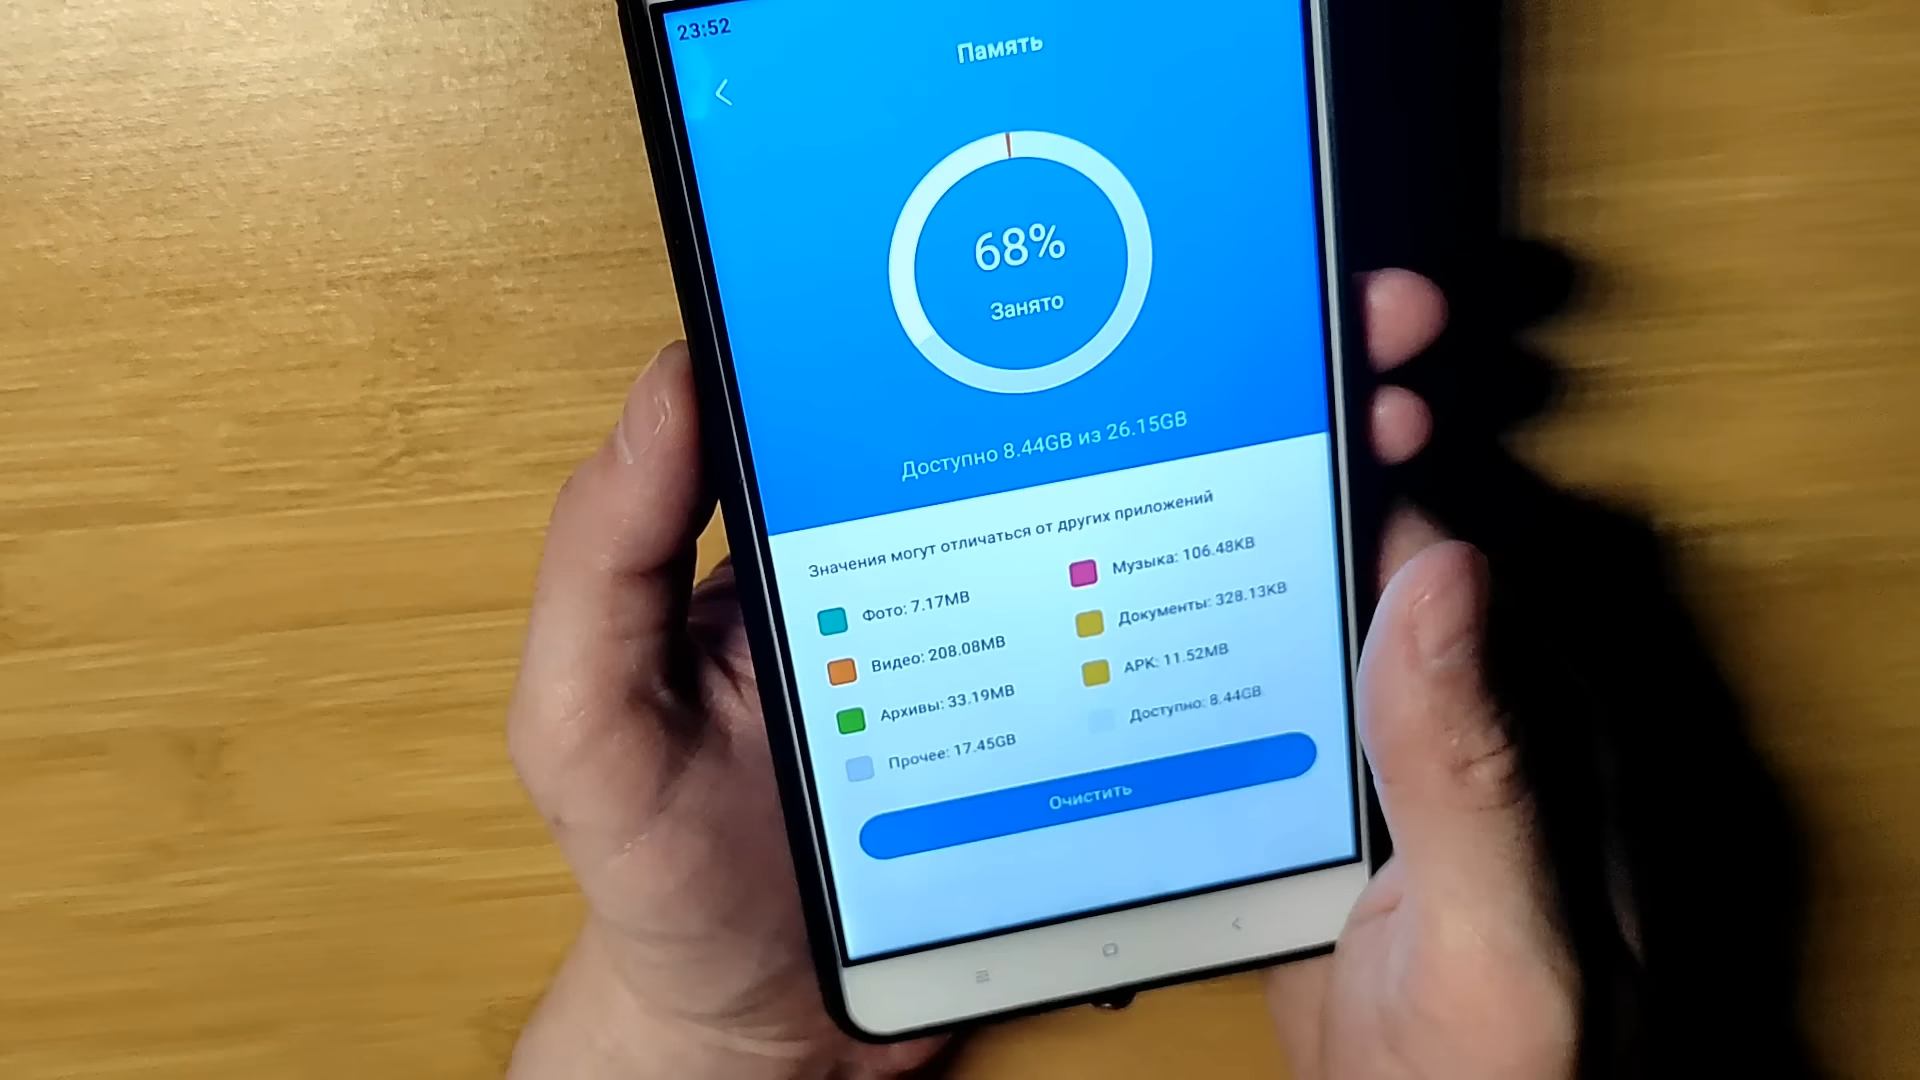 23:52
Память
68%
Занято
Доступно 8.44GB из 26.15GB
Значения могут отличаться от других приложений
Фото: 7.17MB
Музыка: 106.48KB
Видео: 208.08MB
Документы: 328.13KB
Архивы: 33.19MB
APK: 11.52MB
Прочее: 17.45GB
Доступно: 8.44GB
Очистить